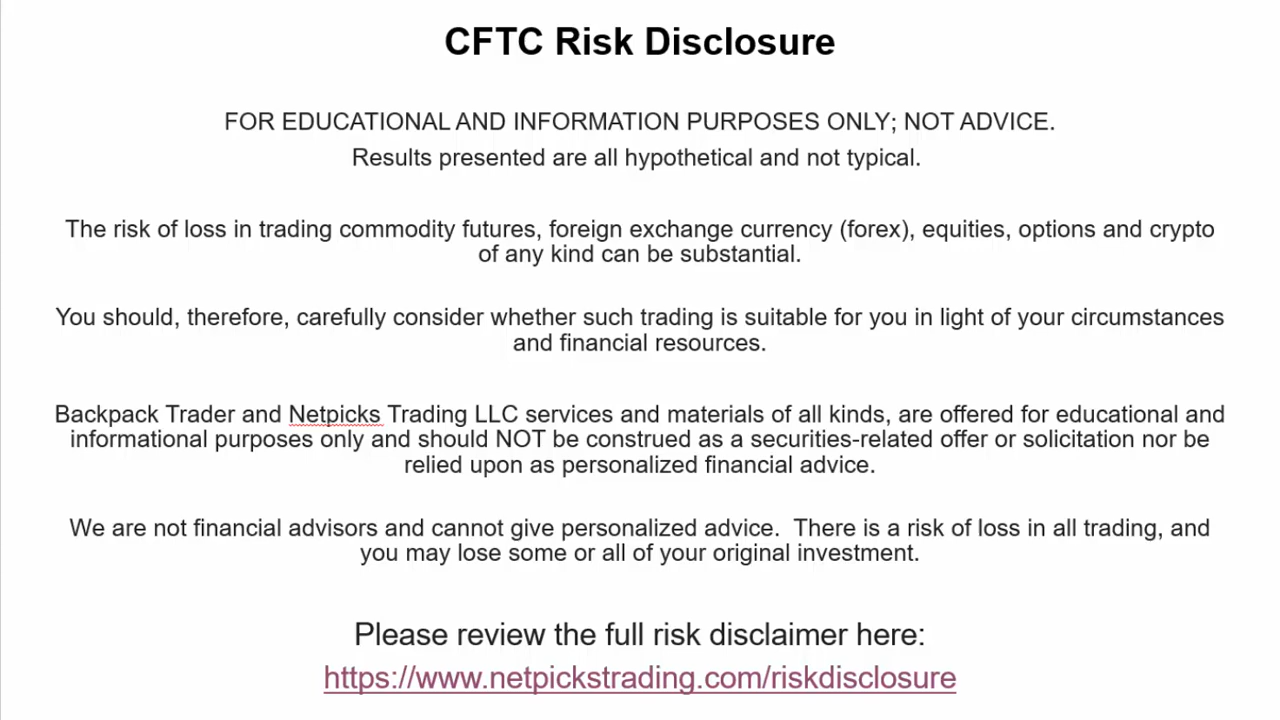 CFTC Risk Disclosure
FOR EDUCATIONAL AND INFORMATION PURPOSES ONLY; NOT ADVICE.
Results presented are all hypothetical and not typical.
The risk of loss in trading commodity futures, foreign exchange currency (forex), equities, options and crypto
of any kind can be substantial.
You should, therefore, carefully consider whether such trading is suitable for you in light of your circumstances
and financial resources.
Backpack Trader and Netpicks Trading LLC services and materials of all kinds, are offered for educational and
informational purposes only and should NOT be construed as a securities-related offer or solicitation nor be
relied upon as personalized financial advice.
We are not financial advisors and cannot give personalized advice.  There is a risk of loss in all trading, and
you may lose some or all of your original investment.
Please review the full risk disclaimer here:
https://www.netpickstrading.com/riskdisclosure